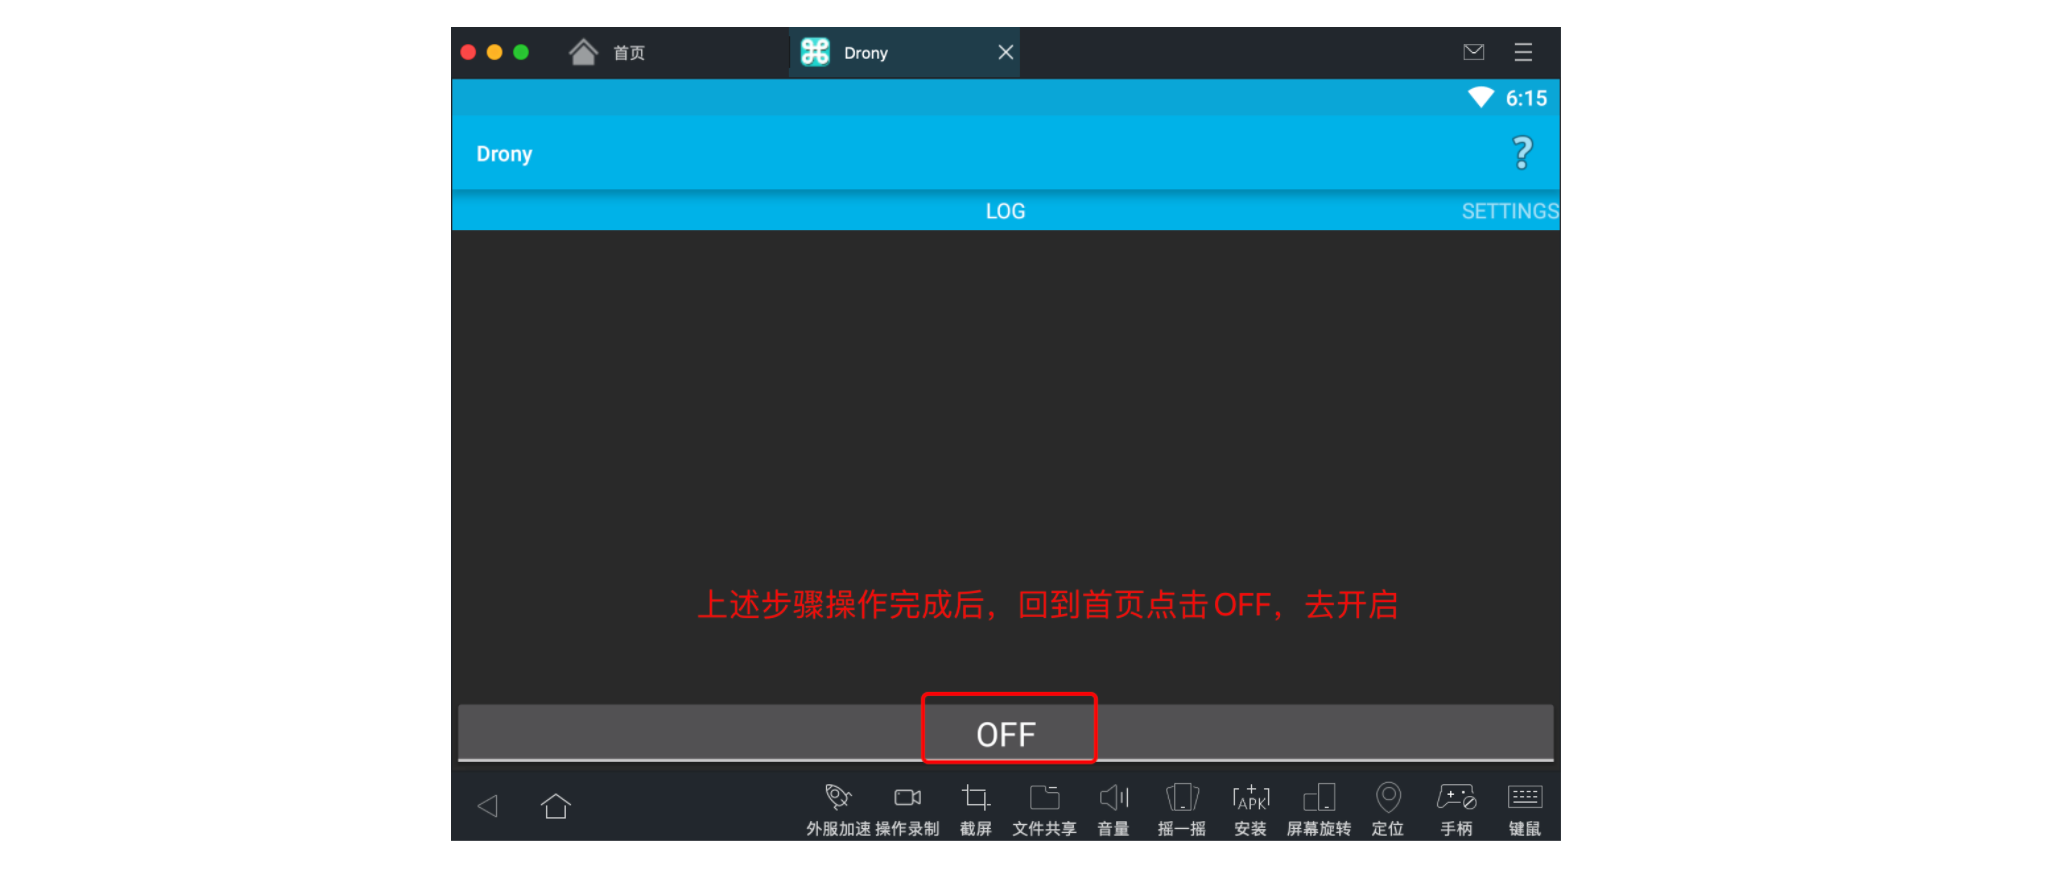 首页
Drony
6:15
Drony
?
LOG
SETTINGS
上述步骤操作完成后，回到首页点击OFF，去开启
OFF
外服加速 操作录制 截屏 文件共享 音量 摇一摇 安装 屏幕旋转 定位 手柄 键鼠
APK